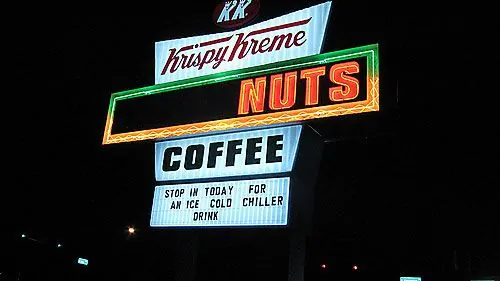 KK
Krispy Kreme
NUTS
COFFEE
STOP IN TODAY FOR
AN ICE COLD CHILLER
DRINK